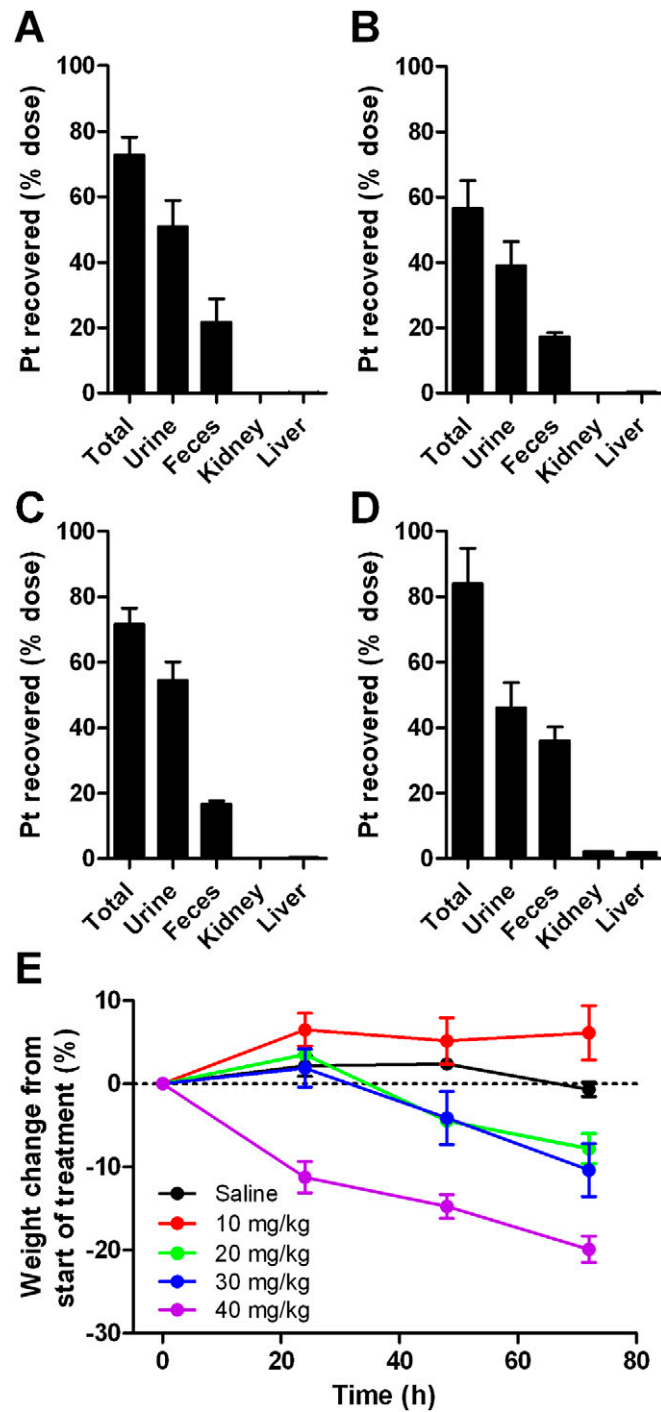 A
Pt recovered (% dose)
100
80
60
40
20
0
Total
Urine
Feces
Kidney
Liver
B
Pt recovered (% dose)
100
80
60
40
20
0
Total
Urine
Feces
Kidney
Liver
C
Pt recovered (% dose)
100
80
60
40
20
0
Total
Urine
Feces
Kidney
Liver
D
Pt recovered (% dose)
100
80
60
40
20
0
Total
Urine
Feces
Kidney
Liver
E
Weight change from
start of treatment (%)
10
0
-10
-20
-30
Saline
10 mg/kg
20 mg/kg
30 mg/kg
40 mg/kg
0
20
40
60
80
Time (h)